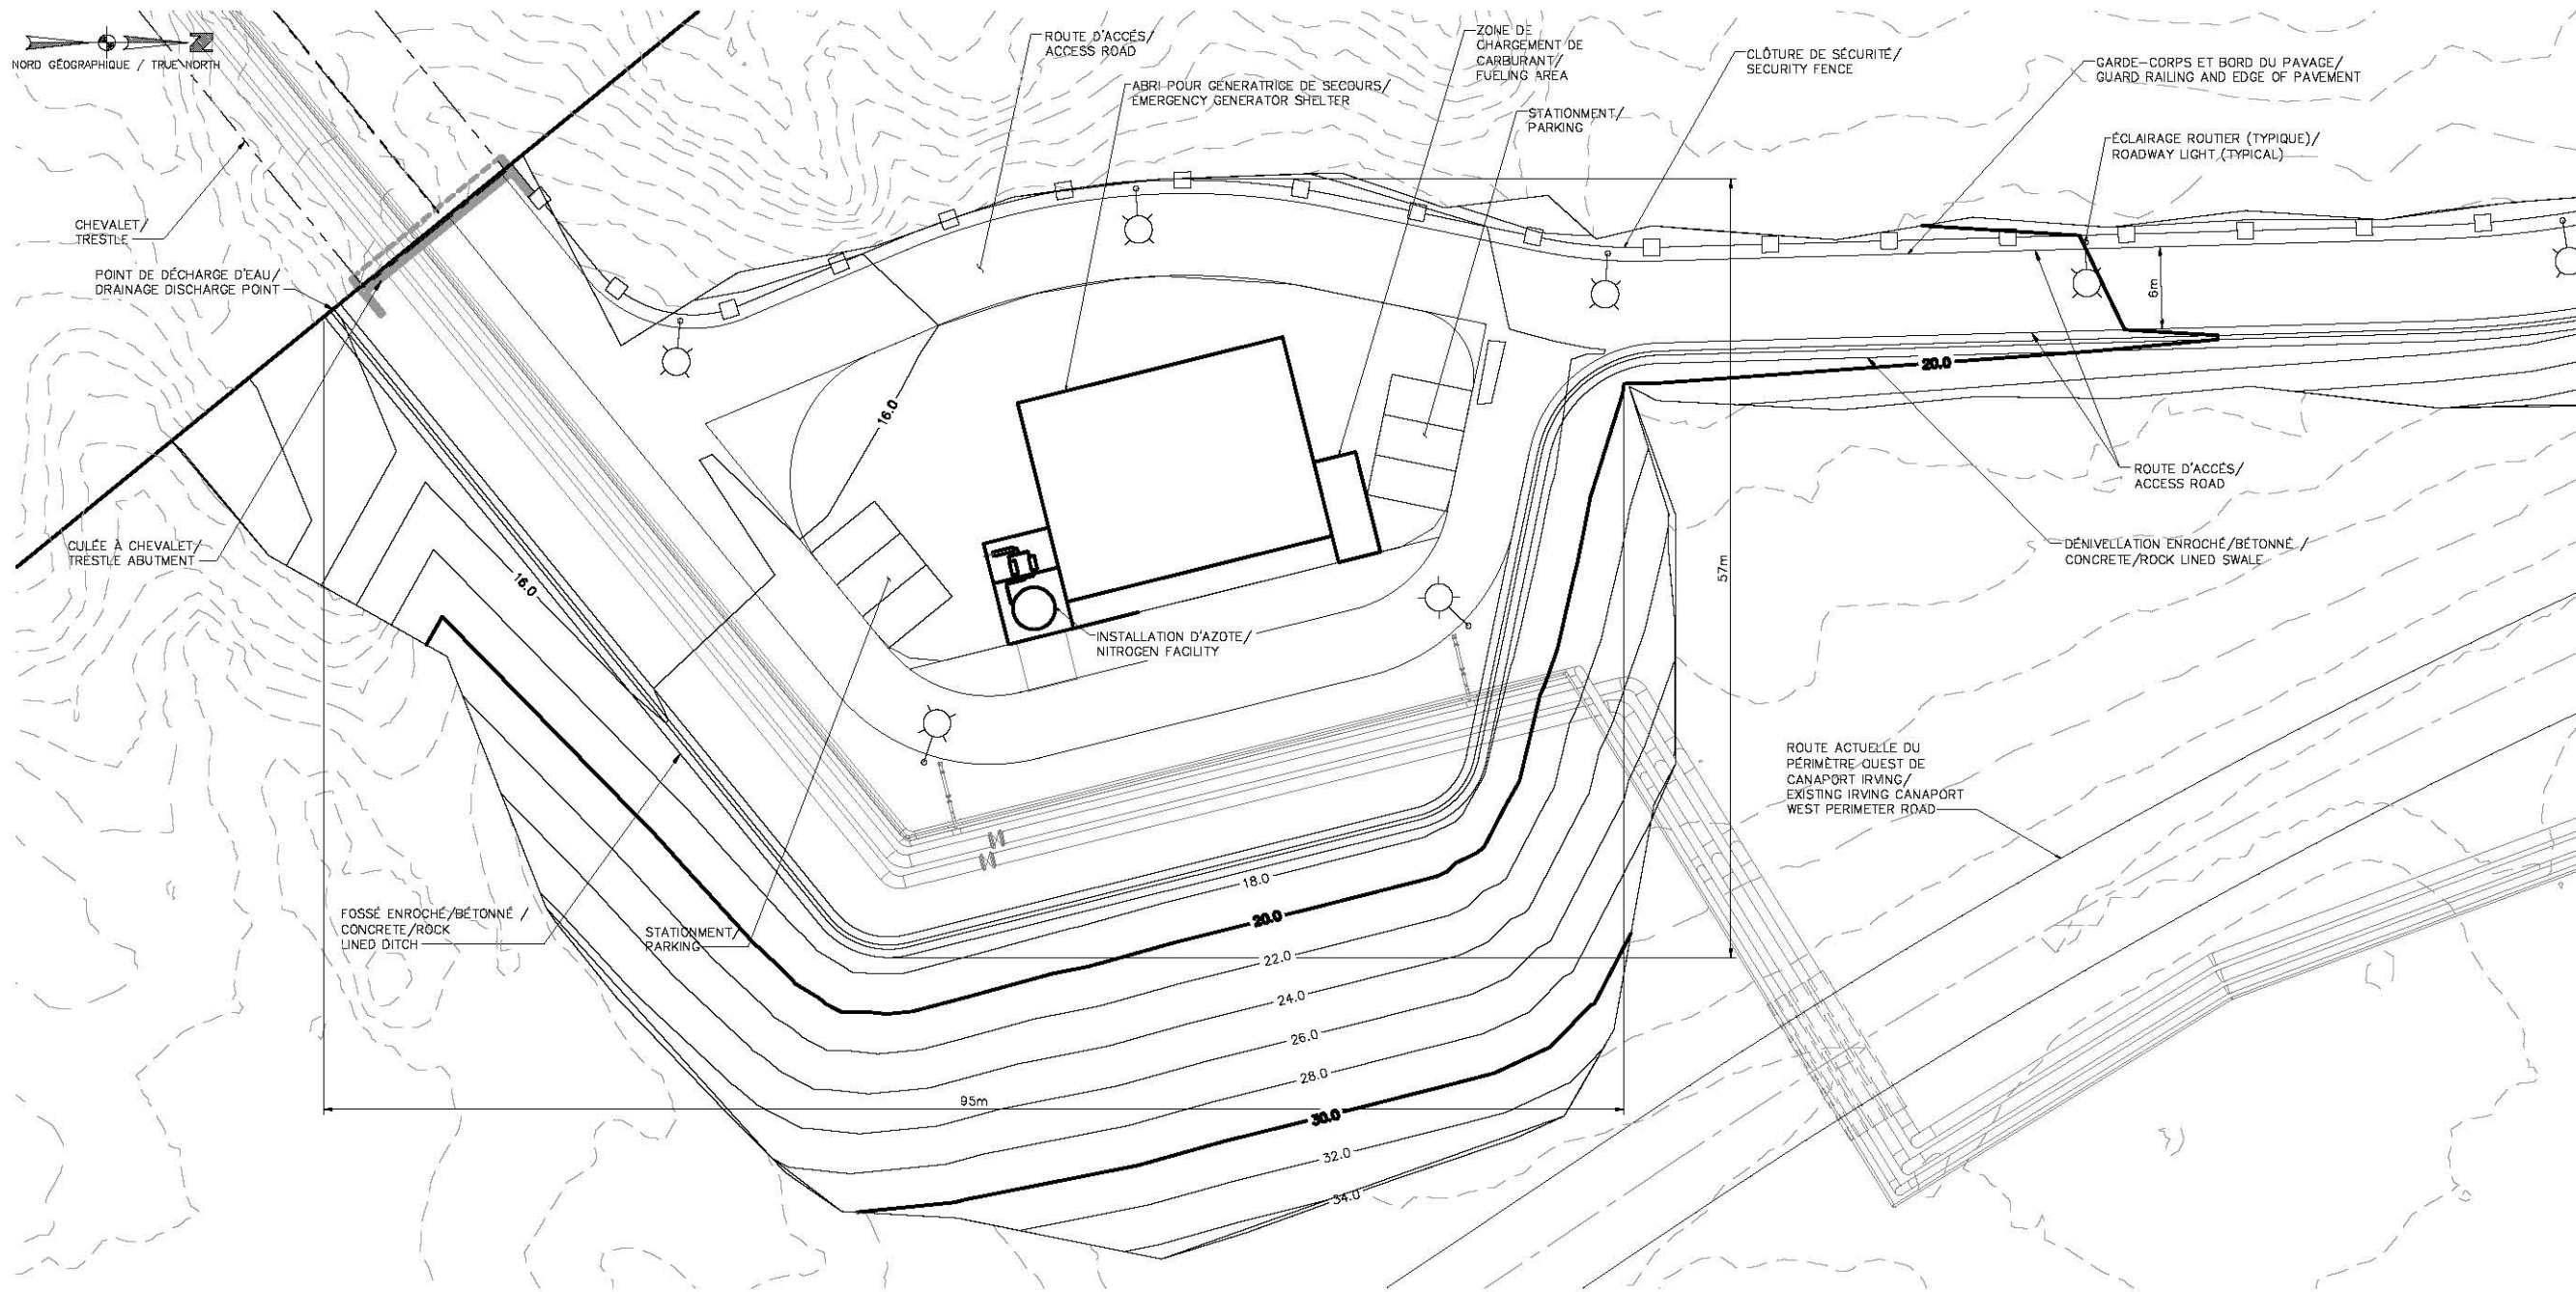 NORD GÉOGRAPHIQUE / TRUE NORTH
ROUTE D'ACCÉS/
ACCESS ROAD
ABRI POUR GENERATRICE DE SECOURS/
EMERGENCY GENERATOR SHELTER
ZONE DE
CHARGEMENT DE
CARBURANT/
FUELING AREA
STATIONMENT/
PARKING
CLÔTURE DE SÉCURITÉ/
SECURITY FENCE
GARDE-CORPS ET BORD DU PAVAGE/
GUARD RAILING AND EDGE OF PAVEMENT
ÉCLAIRAGE ROUTIER (TYPIQUE)/
ROADWAY LIGHT (TYPICAL)
CHEVALET/
TRESTLE
POINT DE DÉCHARGE D'EAU/
DRAINAGE DISCHARGE POINT
6m
20.0
16.0
ROUTE D'ACCÉS/
ACCESS ROAD
CULÉE À CHEVALET/
TRESTLE ABUTMENT
DÉNIVELLATION ENROCHÉ/BÉTONNÉ /
CONCRETE/ROCK LINED SWALE
57m
16.0
INSTALLATION D'AZOTE/
NITROGEN FACILITY
ROUTE ACTUELLE DU
PÉRIMÈTRE OUEST DE
CANAPORT IRVING/
EXISTING IRVING CANAPORT
WEST PERIMETER ROAD
FOSSÉ ENROCHÉ/BÉTONNÉ /
CONCRETE/ROCK
LINED DITCH
STATIONMENT/
PARKING
18.0
20.0
22.0
24.0
26.0
28.0
95m
30.0
32.0
34.0